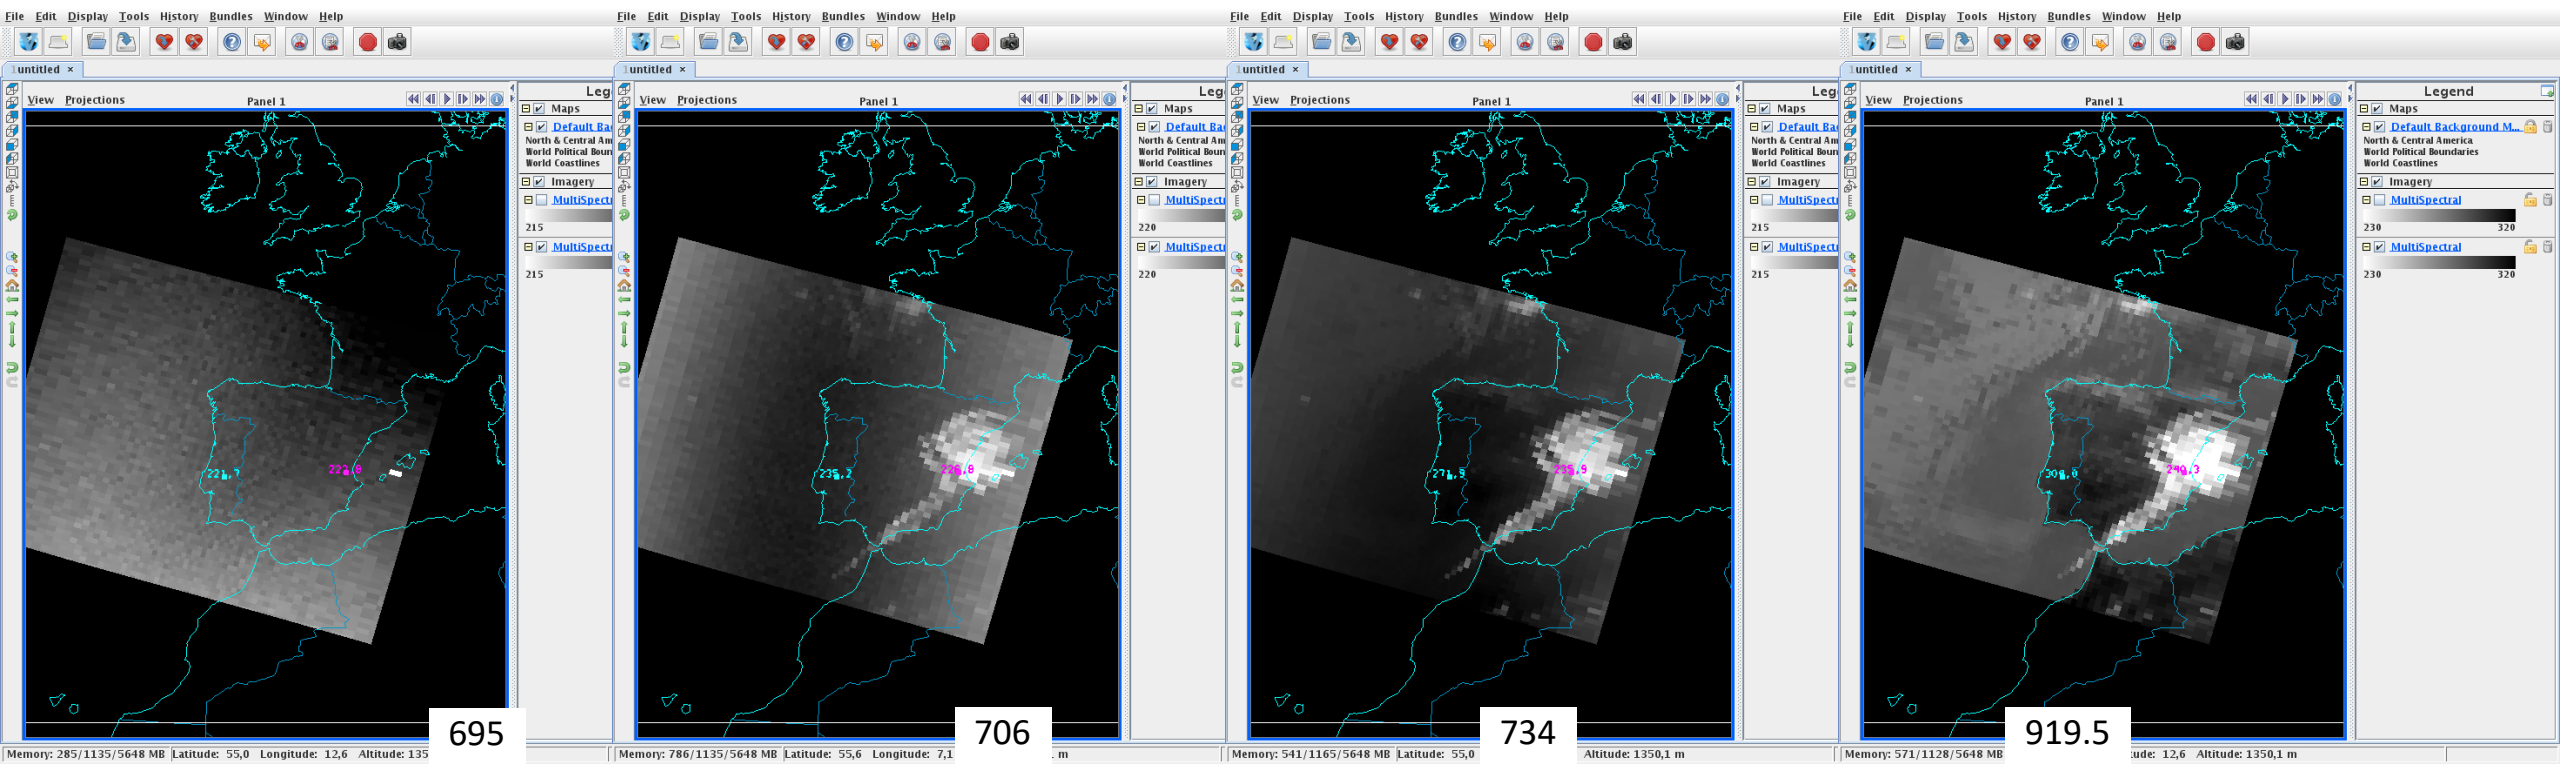 File Edit Display Tools History Bundles Window Help
untitled
View Projections Panel 1
Leg
Maps
Default Ba
North & Central Am
World Political Boun
World Coastlines
Imagery
MultiSpectr
215
MultiSpectr
215
222.8
695
Memory: 285/1135/5648 MB Latitude: 55,0 Longitude: 12,6 Altitude: 135
File Edit Display Tools History Bundles Window Help
untitled
View Projections Panel 1
Leg
Maps
Default Ba
North & Central Am
World Political Boun
World Coastlines
Imagery
MultiSpectr
220
MultiSpectr
220
706
Memory: 786/1135/5648 MB Latitude: 55,6 Longitude: 7,1 m
File Edit Display Tools History Bundles Window Help
untitled
View Projections Panel 1
Leg
Maps
Default Ba
North & Central Am
World Political Boun
World Coastlines
Imagery
MultiSpectr
215
MultiSpectr
215
734
Memory: 541/1165/5648 MB Latitude: 55,0 Altitude: 1350,1 m
File Edit Display Tools History Bundles Window Help
untitled
View Projections Panel 1
Legend
Maps
Default Background M...
North & Central America
World Political Boundaries
World Coastlines
Imagery
MultiSpectral
230 320
MultiSpectral
230 320
240.3
919.5
Memory: 571/1128/5648 MB ude: 12,6 Altitude: 1350,1 m